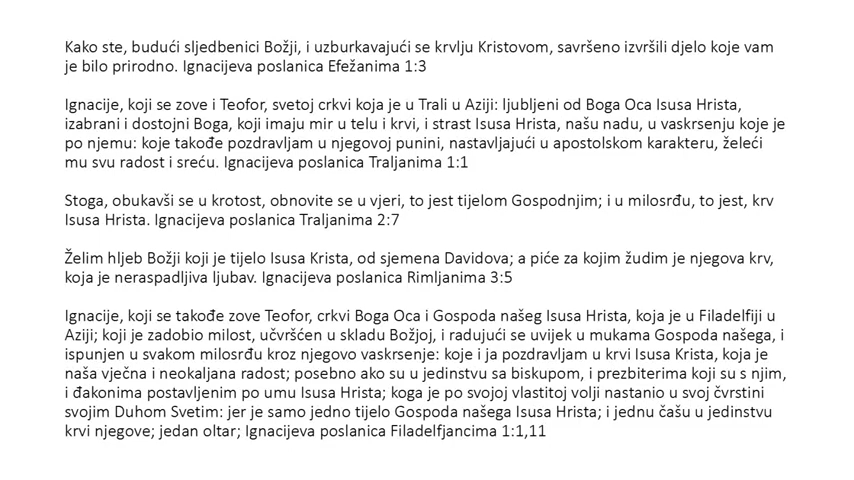 Kako ste, budući sljedbenici Božji, i uzburkavajući se krvlju Kristovom, savršeno izvršili djelo koje vam
je bilo prirodno. Ignacijeva poslanica Efežanima 1:3
Ignacije, koji se zove i Teofor, svetoj crkvi koja je u Trali u Aziji: ljubljeni od Boga Oca Isusa Hrista,
izabrani i dostojni Boga, koji imaju mir u telu i krvi, i strast Isusa Hrista, našu nadu, u vaskrsenju koje je
po njemu: koje takođe pozdravljam u njegovoj punini, nastavljajući u apostolskom karakteru, želeći
mu svu radost i sreću. Ignacijeva poslanica Traljanima 1:1
Stoga, obukavši se u krotost, obnovite se u vjeri, to jest tijelom Gospodnjim; i u milosrđu, to jest, krv
Isusa Hrista. Ignacijeva poslanica Traljanima 2:7
Želim hljeb Božji koji je tijelo Isusa Krista, od sjemena Davidova; a piće za kojim žudim je njegova krv,
koja je neraspadljiva ljubav. Ignacijeva poslanica Rimljanima 3:5
Ignacije, koji se takođe zove Teofor, crkvi Boga Oca i Gospoda našeg Isusa Hrista, koja je u Filadelfiji u
Aziji; koji je zadobio milost, učvršćen u skladu Božjoj, i radujući se uvijek u mukama Gospoda našega, i
ispunjen u svakom milosrđu kroz njegovo vaskrsenje: koje i ja pozdravljam u krvi Isusa Krista, koja je
naša vječna i neokaljana radost; posebno ako su u jedinstvu sa biskupom, i prezbiterima koji su s njim,
i đakonima postavljenim po umu Isusa Hrista; koga je po svojoj vlastitoj volji nastanio u svoj čvrstini
svojim Duhom Svetim: jer je samo jedno tijelo Gospoda našega Isusa Hrista; i jednu čašu u jedinstvu
krvi njegove; jedan oltar; Ignacijeva poslanica Filadelfjancima 1:1,11